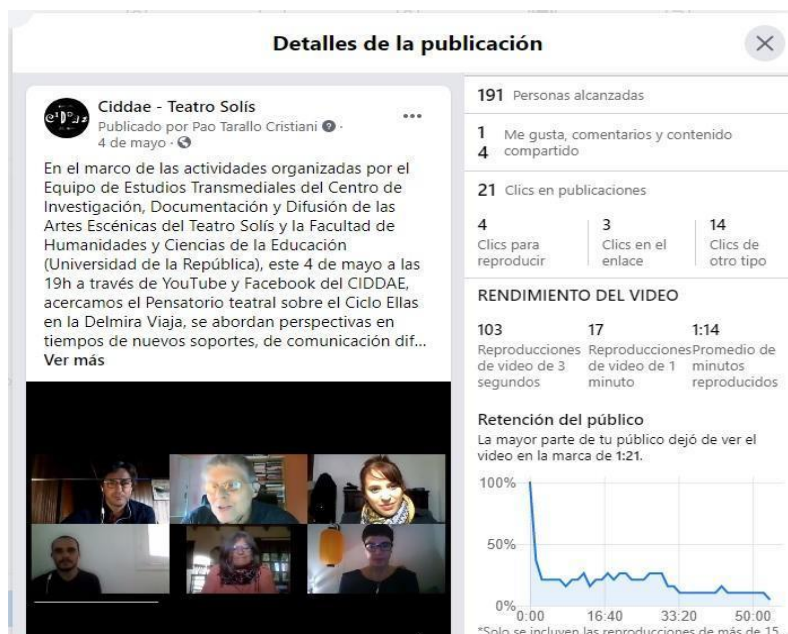 Detalles de la publicación
Ciddae - Teatro Solís
Publicado por Pao Tarallo Cristiani
4 de mayo
En el marco de las actividades organizadas por el
Equipo de Estudios Transmediales del Centro de
Investigación, Documentación y Difusión de las
Artes Escénicas del Teatro Solís y la Facultad de
Humanidades y Ciencias de la Educación
(Universidad de la República), este 4 de mayo a las
19h a través de YouTube y Facebook del CIDDAE,
acercamos el Pensatorio teatral sobre el Ciclo Ellas
en la Delmira Viaja, se abordan perspectivas en
tiempos de nuevos soportes, de comunicación dif...
Ver más
191 Personas alcanzadas
1 Me gusta, comentarios y contenido
4 compartido
21 Clics en publicaciones
4 3 14
Clics para Clics en el Clics de
reproducir enlace otro tipo
RENDIMIENTO DEL VIDEO
103 17 1:14
Reproducciones Reproducciones Promedio de
de video de 3 de video de 1 minutos
segundos minuto reproducidos
Retención del público
La mayor parte de tu público dejó de ver el
video en la marca de 1:21.
100%
50%
0%
0:00 16:40 33:20 50:00
*Solo se incluyen las reproducciones de más de 15